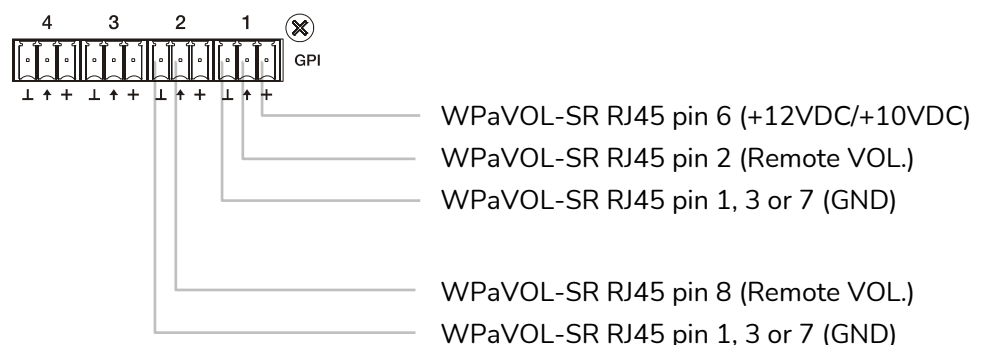 4 3 2 1
GPI
⊥ ↑ + ⊥ ↑ + ⊥ ↑ + ⊥ ↑ +
WPaVOL-SR RJ45 pin 6 (+12VDC/+10VDC)
WPaVOL-SR RJ45 pin 2 (Remote VOL.)
WPaVOL-SR RJ45 pin 1, 3 or 7 (GND)
WPaVOL-SR RJ45 pin 8 (Remote VOL.)
WPaVOL-SR RJ45 pin 1, 3 or 7 (GND)